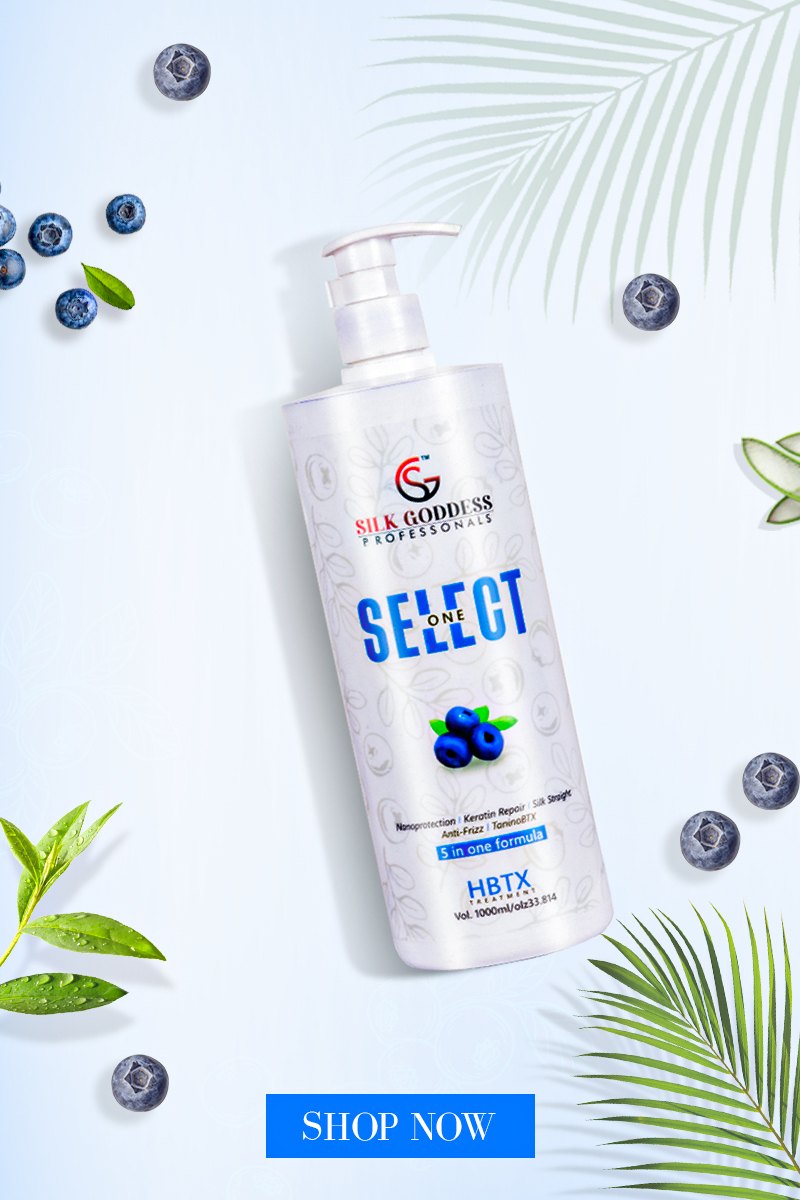 SG™
SILK GODDESS
PROFESSONALS
SELECT
ONE
Nanoprotection | Keratin Repair | Silk Straight
Anti-Frizz | TaninoBTX
5 in one formula
HBTX
TREATMENT
Vol. 1000ml/olz33.814
SHOP NOW